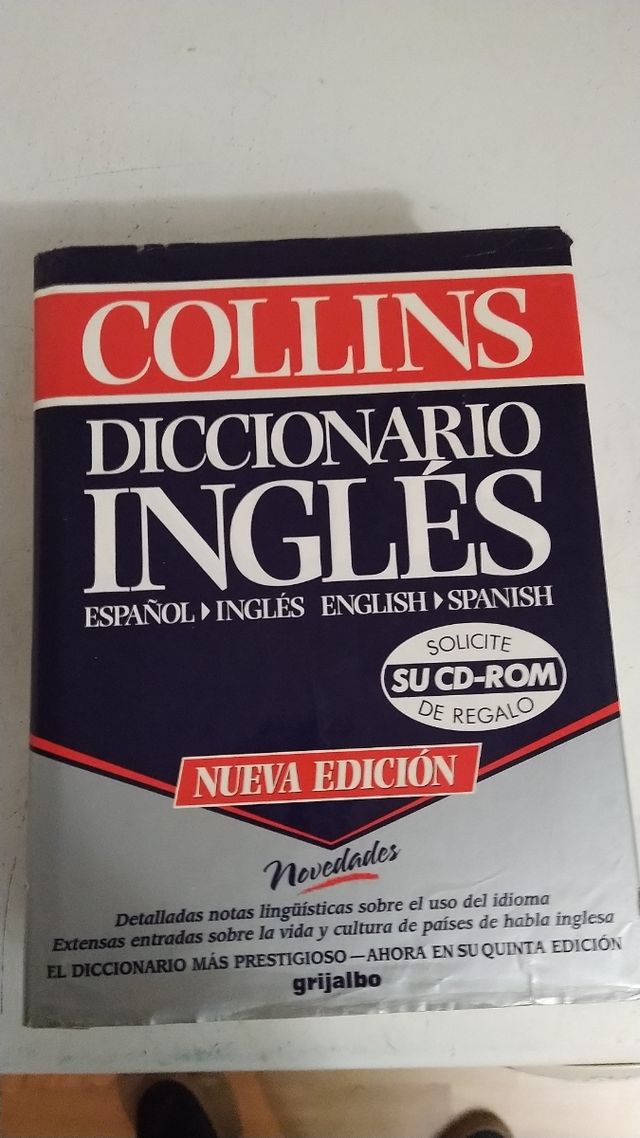 COLLINS
DICCIONARIO
INGLÉS
ESPAÑOL ▸ INGLÉS ENGLISH ▸ SPANISH
SOLICITE
SU CD-ROM
DE REGALO
NUEVA EDICIÓN
Novedades
Detalladas notas lingüísticas sobre el uso del idioma
Extensas entradas sobre la vida y cultura de países de habla inglesa
EL DICCIONARIO MÁS PRESTIGIOSO — AHORA EN SU QUINTA EDICIÓN
grijalbo